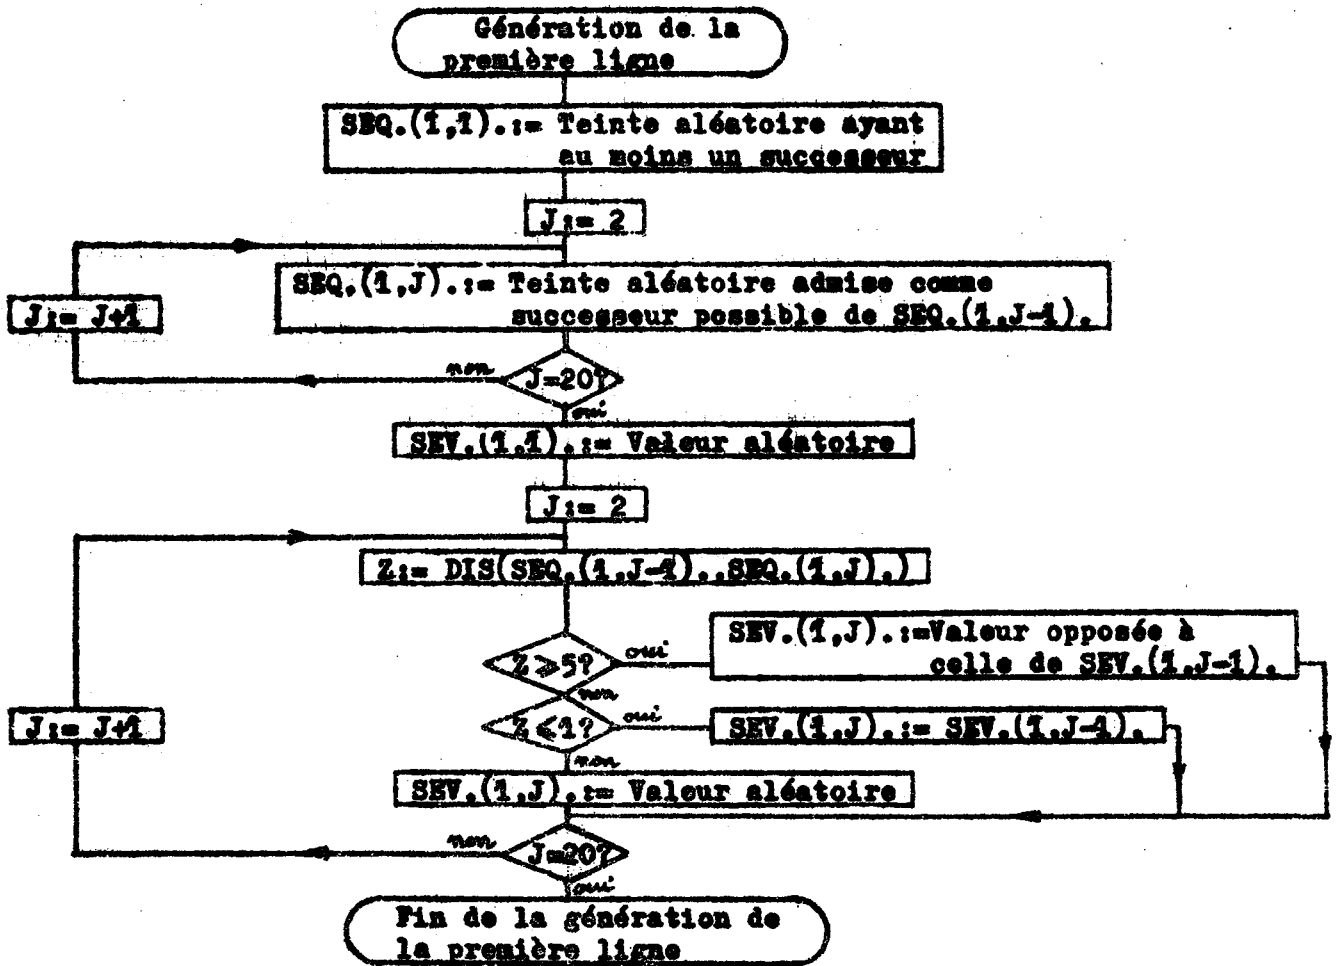 Génération de la
première ligne
SEQ.(1,1).:= Teinte aléatoire ayant
au moins un successeur
J:= 2
SEQ.(1,J).:= Teinte aléatoire admise comme
successeur possible de SEQ.(1,J-1).
J:= J+1
non
J=20?
oui
SEV.(1,1).:= Valeur aléatoire
J:= 2
Z:= DIS(SEQ.(1,J-1).,SEQ.(1,J).)
SEV.(1,J).:=Valeur opposée à
celle de SEV.(1,J-1).
Z⩾5?
oui
non
J:= J+1
Z⩽1?
oui
SEV.(1,J).:= SEV.(1,J-1).
non
SEV.(1,J).:= Valeur aléatoire
non
J=20?
oui
Fin de la génération de
la première ligne